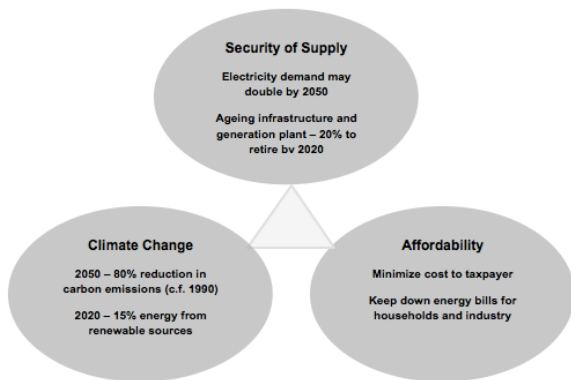 Security of Supply
Electricity demand may
double by 2050
Ageing infrastructure and
generation plant – 20% to
retire by 2020
Climate Change
2050 – 80% reduction in
carbon emissions (c.f. 1990)
2020 – 15% energy from
renewable sources
Affordability
Minimize cost to taxpayer
Keep down energy bills for
households and industry